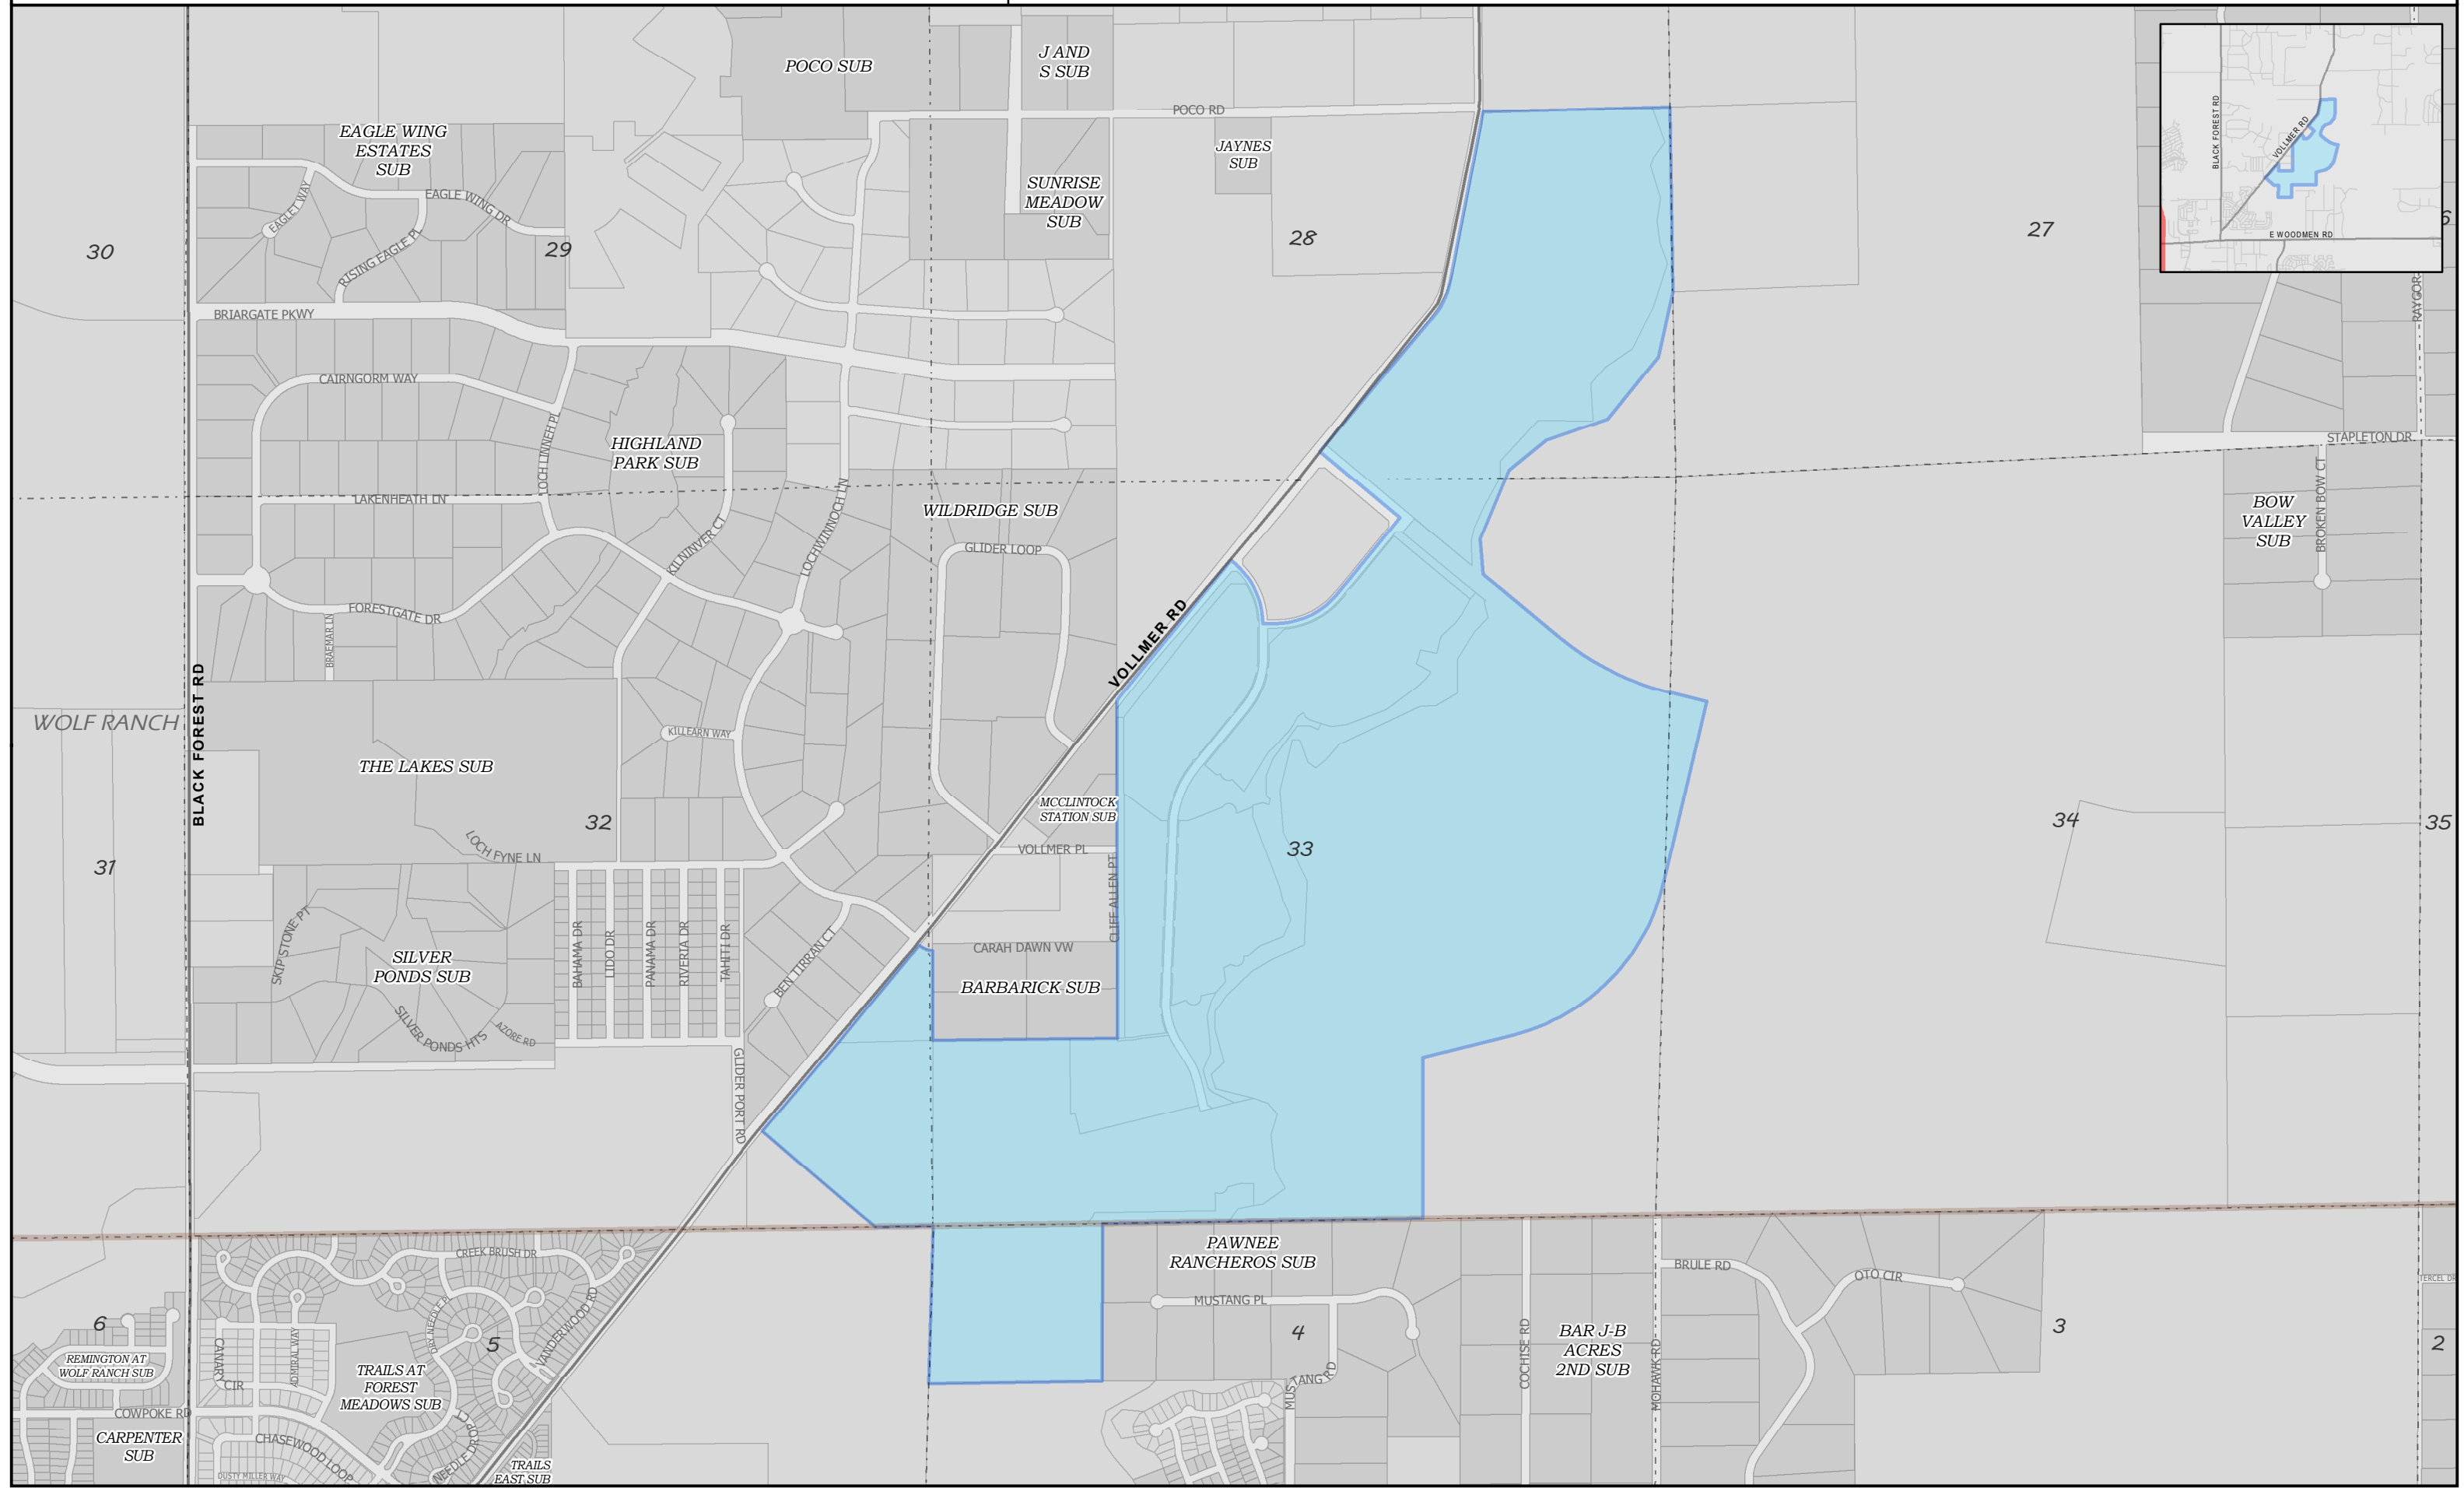 POCO SUB
J AND
S SUB
POCO RD
EAGLE WING
ESTATES
SUB
JAYNES
SUB
SUNRISE
MEADOW
SUB
EAGLET WAY
EAGLE WING DR
RISING EAGLE PL
30
29
28
27
BLACK FOREST RD
VOLLMER RD
E WOODMEN RD
6
RAYGOR
BRIARGATE PKWY
CAIRNGORM WAY
LOCH LINNEH PL
HIGHLAND
PARK SUB
STAPLETON DR
LAKENHEATH LN
WILDRIDGE SUB
LOCHWINNOCH LN
KILNINVER CT
GLIDER LOOP
BOW
VALLEY
SUB
BROKEN BOW CT
FORESTGATE DR
BRAEMAR LN
VOLLMER RD
BLACK FOREST RD
WOLF RANCH
KILLEARN WAY
THE LAKES SUB
MCCLINTOCK
STATION SUB
32
LOCH FYNE LN
VOLLMER PL
33
34
35
31
CLIFF ALLEN PT
SKIP STONE PT
SILVER
PONDS SUB
BAHAMA DR
LIDO DR
PANAMA DR
RIVERIA DR
TAHITI DR
BEN TIRRAN CT
CARAH DAWN VW
BARBARICK SUB
SILVER PONDS HTS
AZORE RD
GLIDER PORT RD
CREEK BRUSH DR
PAWNEE
RANCHEROS SUB
BRULE RD
OTO CIR
TERCEL DR
MUSTANG PL
VANDERWOOD RD
6
5
4
3
2
REMINGTON AT
WOLF RANCH SUB
CANARY
CIR
ADMIRAL WAY
TRAILS AT
FOREST
MEADOWS SUB
COCHISE RD
BAR J-B
ACRES
2ND SUB
MOHAWK RD
MUSTANG RD
COWPOKE RD
CARPENTER
SUB
CHASEWOOD LOOP
DUSTY MILLER WAY
TRAILS
EAST SUB